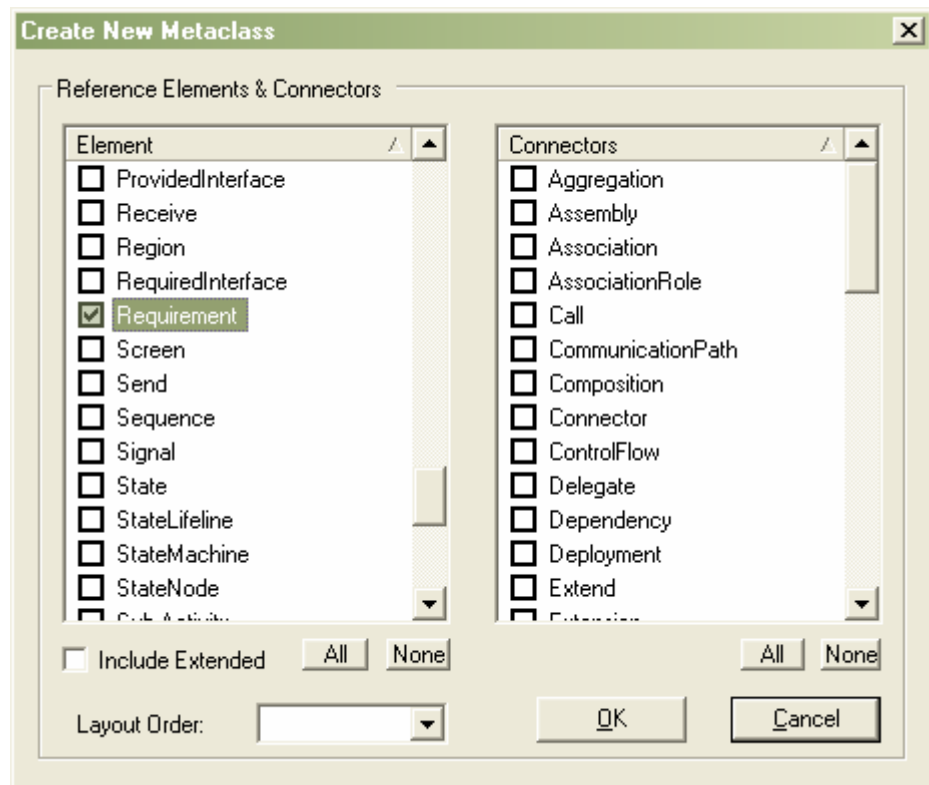 Create New Metaclass
Reference Elements & Connectors
Element
ProvidedInterface
Receive
Region
RequiredInterface
Requirement
Screen
Send
Sequence
Signal
State
StateLifeline
StateMachine
StateNode
Connectors
Aggregation
Assembly
Association
AssociationRole
Call
CommunicationPath
Composition
Connector
ControlFlow
Delegate
Dependency
Deployment
Extend
Include Extended
All
None
All
None
Layout Order:
OK
Cancel